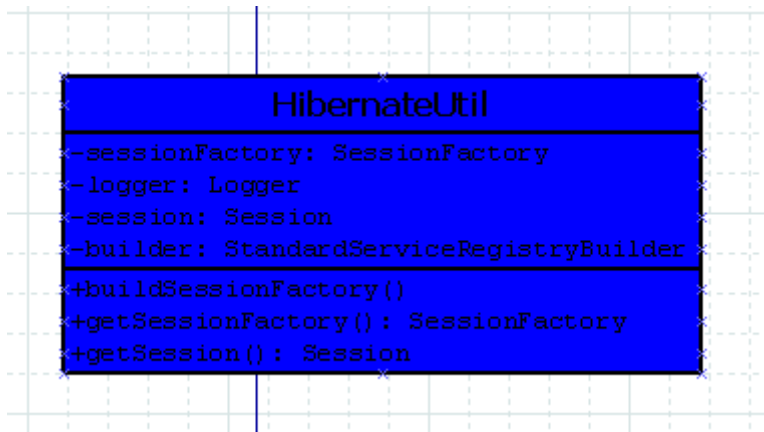 HibernateUtil
-sessionFactory: SessionFactory
-logger: Logger
-session: Session
-builder: StandardServiceRegistryBuilder
+buildSessionFactory()
+getSessionFactory(): SessionFactory
+getSession(): Session